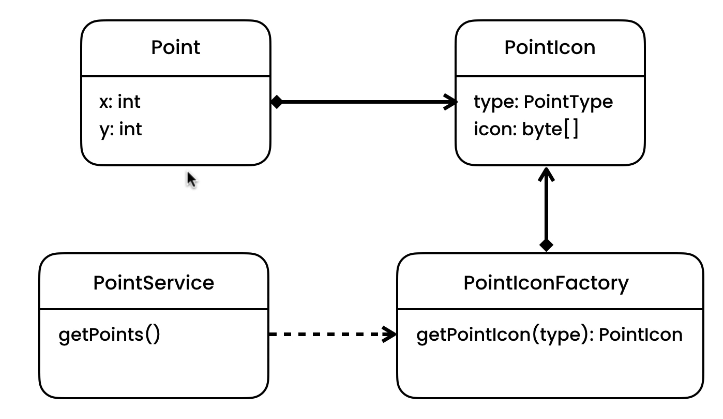 Point
x: int
y: int
PointIcon
type: PointType
icon: byte[]
PointService
getPoints()
PointIconFactory
getPointIcon(type): PointIcon